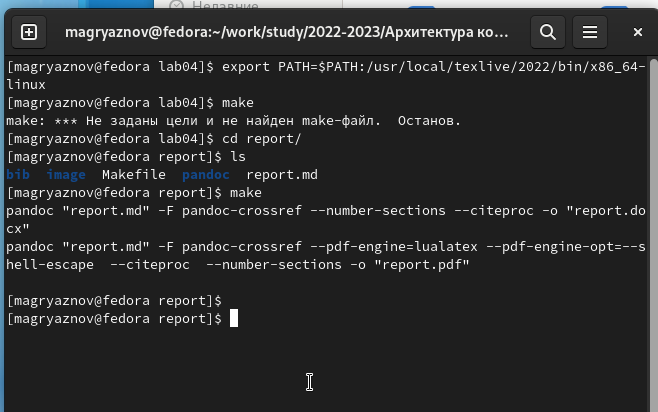 Недавние
magryaznov@fedora:~/work/study/2022-2023/Архитектура ко...
[magryaznov@fedora lab04]$ export PATH=$PATH:/usr/local/texlive/2022/bin/x86_64-
linux
[magryaznov@fedora lab04]$ make
make: *** Не заданы цели и не найден make-файл.  Останов.
[magryaznov@fedora lab04]$ cd report/
[magryaznov@fedora report]$ ls
bib  image  Makefile  pandoc  report.md
[magryaznov@fedora report]$ make
pandoc "report.md" -F pandoc-crossref --number-sections --citeproc -o "report.do
cx"
pandoc "report.md" -F pandoc-crossref --pdf-engine=lualatex --pdf-engine-opt=--s
hell-escape  --citeproc  --number-sections -o "report.pdf"
[magryaznov@fedora report]$
[magryaznov@fedora report]$